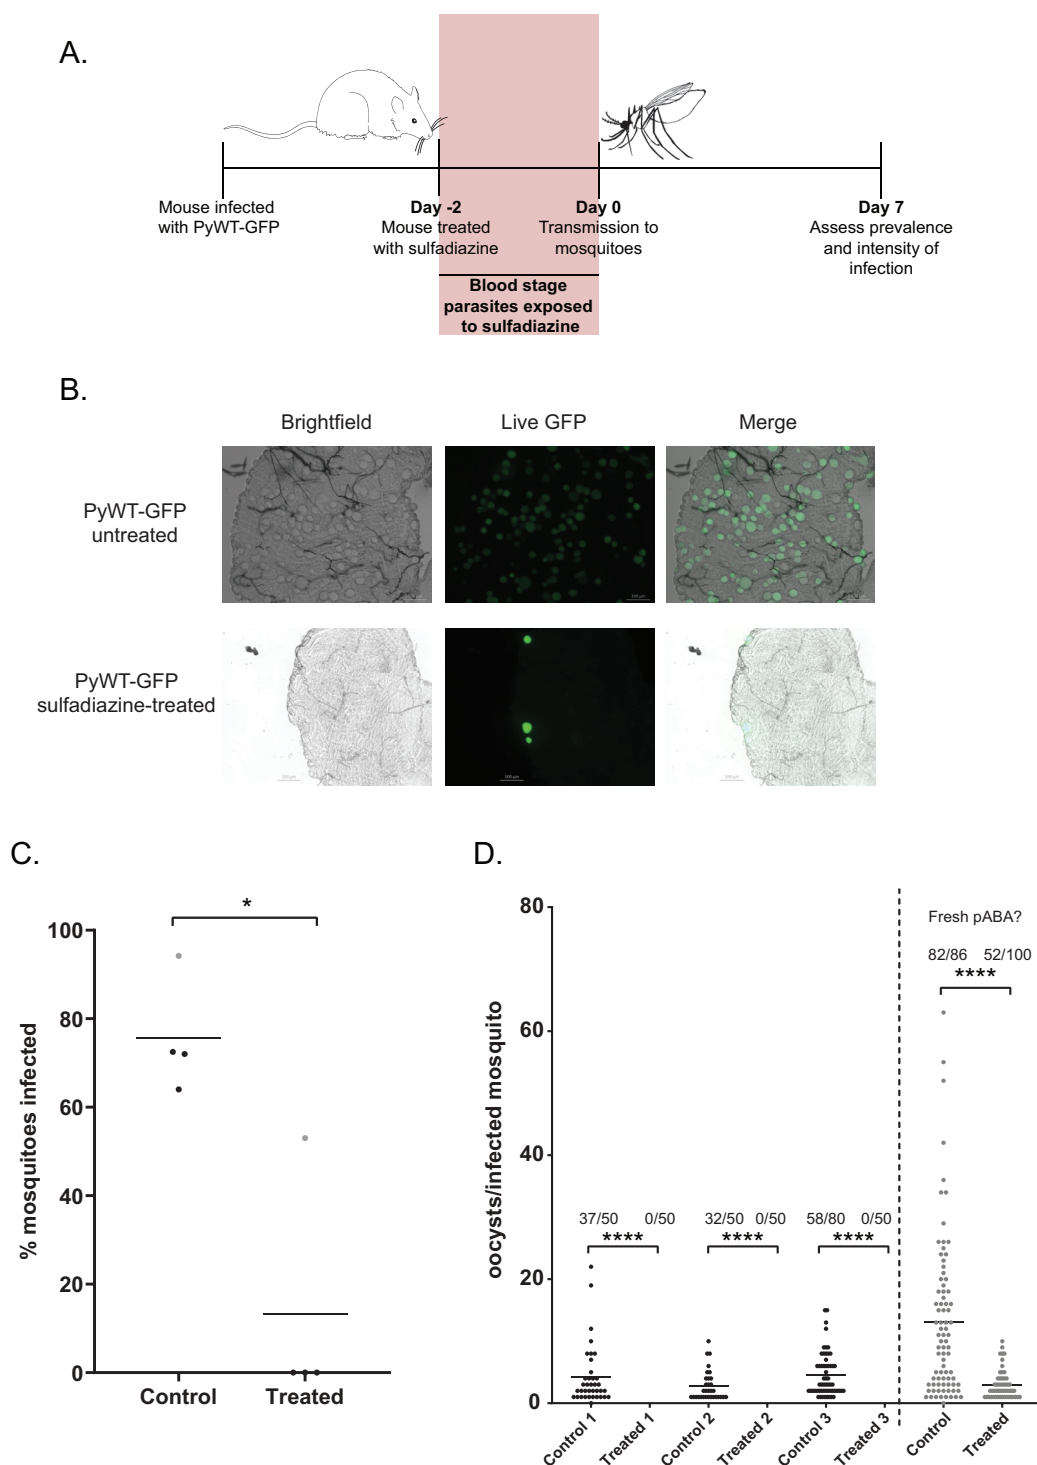 A.
Mouse infected
with PyWT-GFP
Day -2
Mouse treated
with sulfadiazine
Day 0
Transmission to
mosquitoes
Day 7
Assess prevalence
and intensity of
infection
Blood stage
parasites exposed
to sulfadiazine
B.
Brightfield
Live GFP
Merge
PyWT-GFP
untreated
PyWT-GFP
sulfadiazine-treated
100 µm
100 µm
C.
% mosquitoes infected
100
80
60
40
20
0
*
Control
Treated
D.
oocysts/infected mosquito
80
60
40
20
0
Fresh pABA?
82/86 52/100
****
37/50 0/50
****
32/50 0/50
****
58/80 0/50
****
Control 1
Treated 1
Control 2
Treated 2
Control 3
Treated 3
Control
Treated